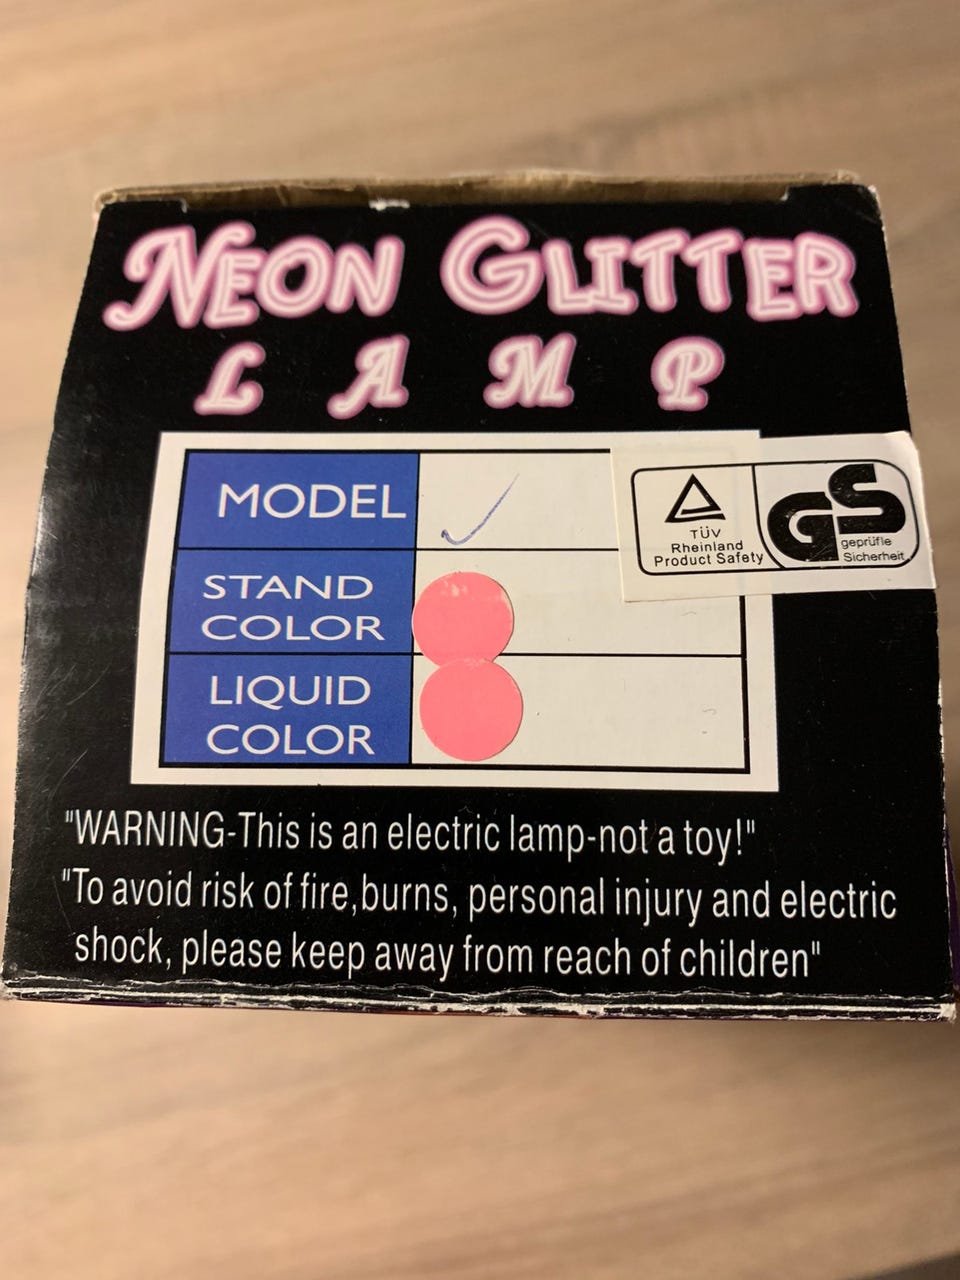 NEON GLITTER
LAMP
MODEL
TÜV
Rheinland
Product Safety
GS
geprüfte
Sicherheit
STAND
COLOR
LIQUID
COLOR
"WARNING-This is an electric lamp-not a toy!"
"To avoid risk of fire,burns, personal injury and electric
shock, please keep away from reach of children"